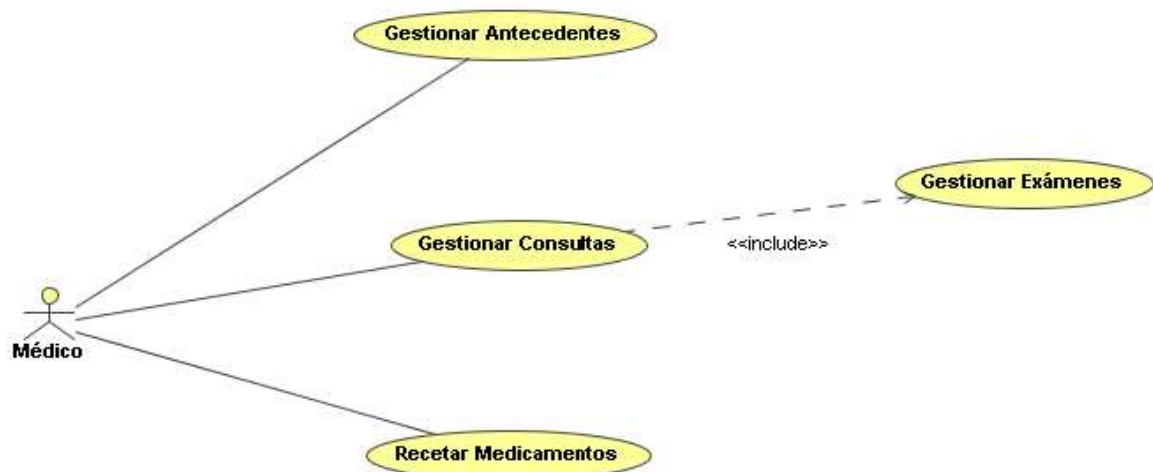 Gestionar Antecedentes
Gestionar Exámenes
Gestionar Consultas
<<include>>
Médico
Recetar Medicamentos